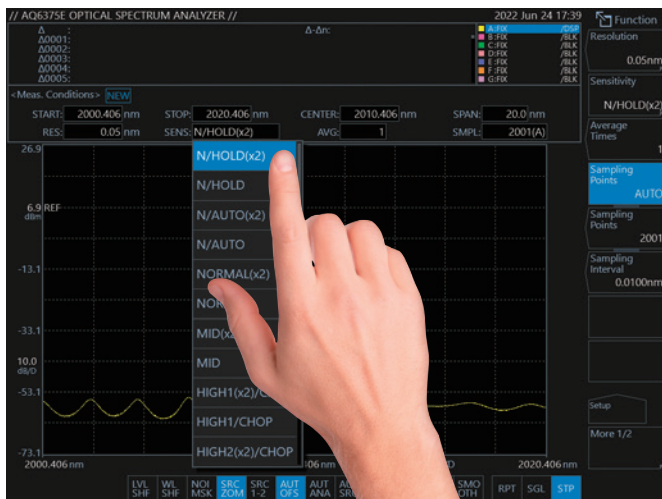 // AQ6375E OPTICAL SPECTRUM ANALYZER //
2022 Jun 24 17:39
Function
Δ :
Δ-Δn:
Δ0001:
Δ0002:
Δ0003:
Δ0004:
Δ0005:
A:FIX /DSP
B:FIX /BLK
C:FIX /BLK
D:FIX /BLK
E:FIX /BLK
F:FIX /BLK
G:FIX /BLK
Resolution
0.05nm
Sensitivity
N/HOLD(x2)
Average
Times
1
Sampling
Points
AUTO
Sampling
Points
2001
Sampling
Interval
0.0100nm
Setup
More 1/2
<Meas. Conditions> NEW
START: 2000.406 nm STOP: 2020.406 nm CENTER: 2010.406 nm SPAN: 20.0 nm
RES: 0.05 nm SENS: N/HOLD(x2) AVG: 1 SMPL: 2001(A)
N/HOLD(x2)
N/HOLD
N/AUTO(x2)
N/AUTO
NORMAL(x2)
MID
HIGH1/CHOP
HIGH2(x2)/CHOP
26.9
6.9 REF
dBm
-13.1
-33.1
10.0
dB/D
-53.1
-73.1
2000.406 nm
06 nm
2020.406
LVL SHF
WL SHF
NOI MSK
SRC ZOM
SRC 1-2
AUT OFS
AUT ANA
SMO OTH
RPT
SGL
STP